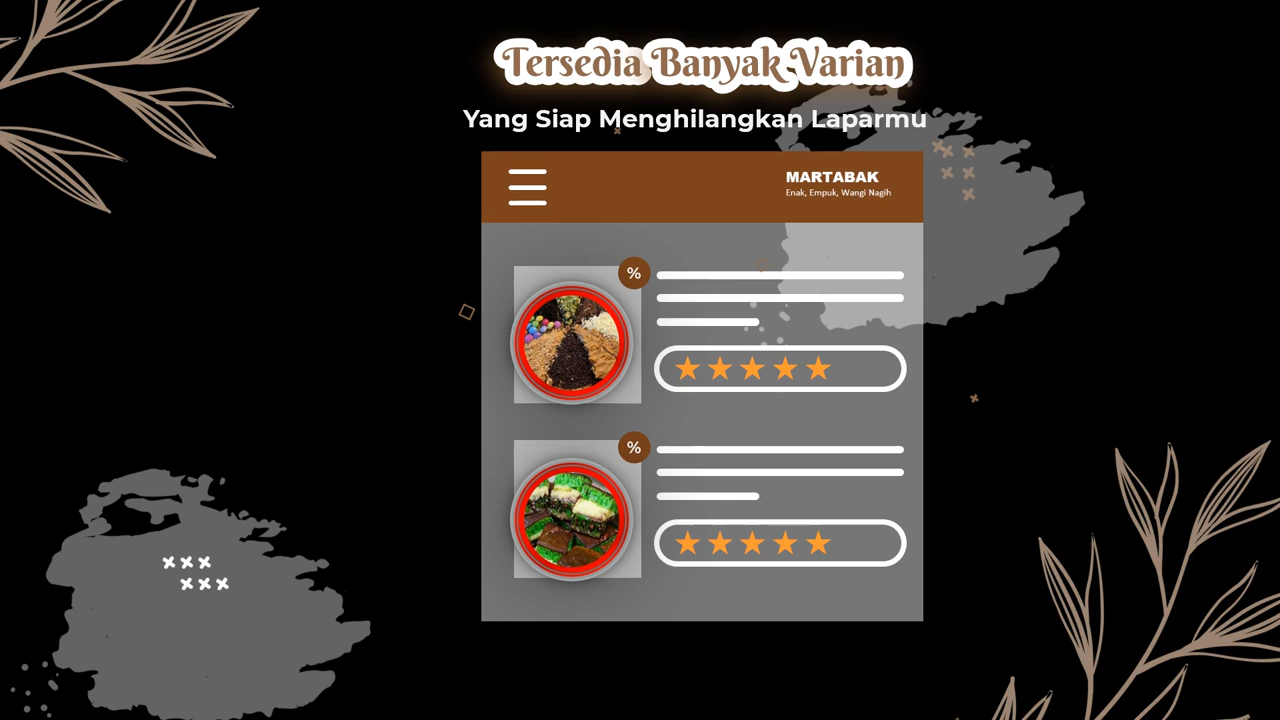 Tersedia Banyak Varian
Yang Siap Menghilangkan Laparmu
MARTABAK
Enak, Empuk, Wangi Nagih
%
%